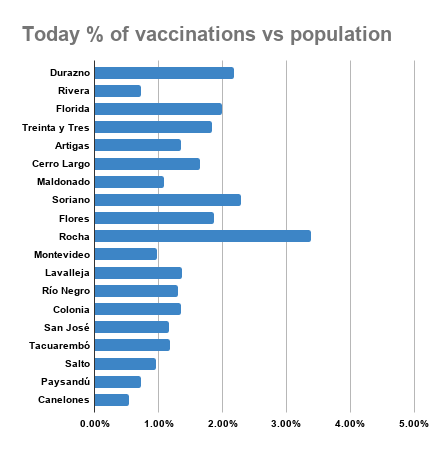 Today % of vaccinations vs population
Durazno
Rivera
Florida
Treinta y Tres
Artigas
Cerro Largo
Maldonado
Soriano
Flores
Rocha
Montevideo
Lavalleja
Río Negro
Colonia
San José
Tacuarembó
Salto
Paysandú
Canelones
0.00% 1.00% 2.00% 3.00% 4.00% 5.00%